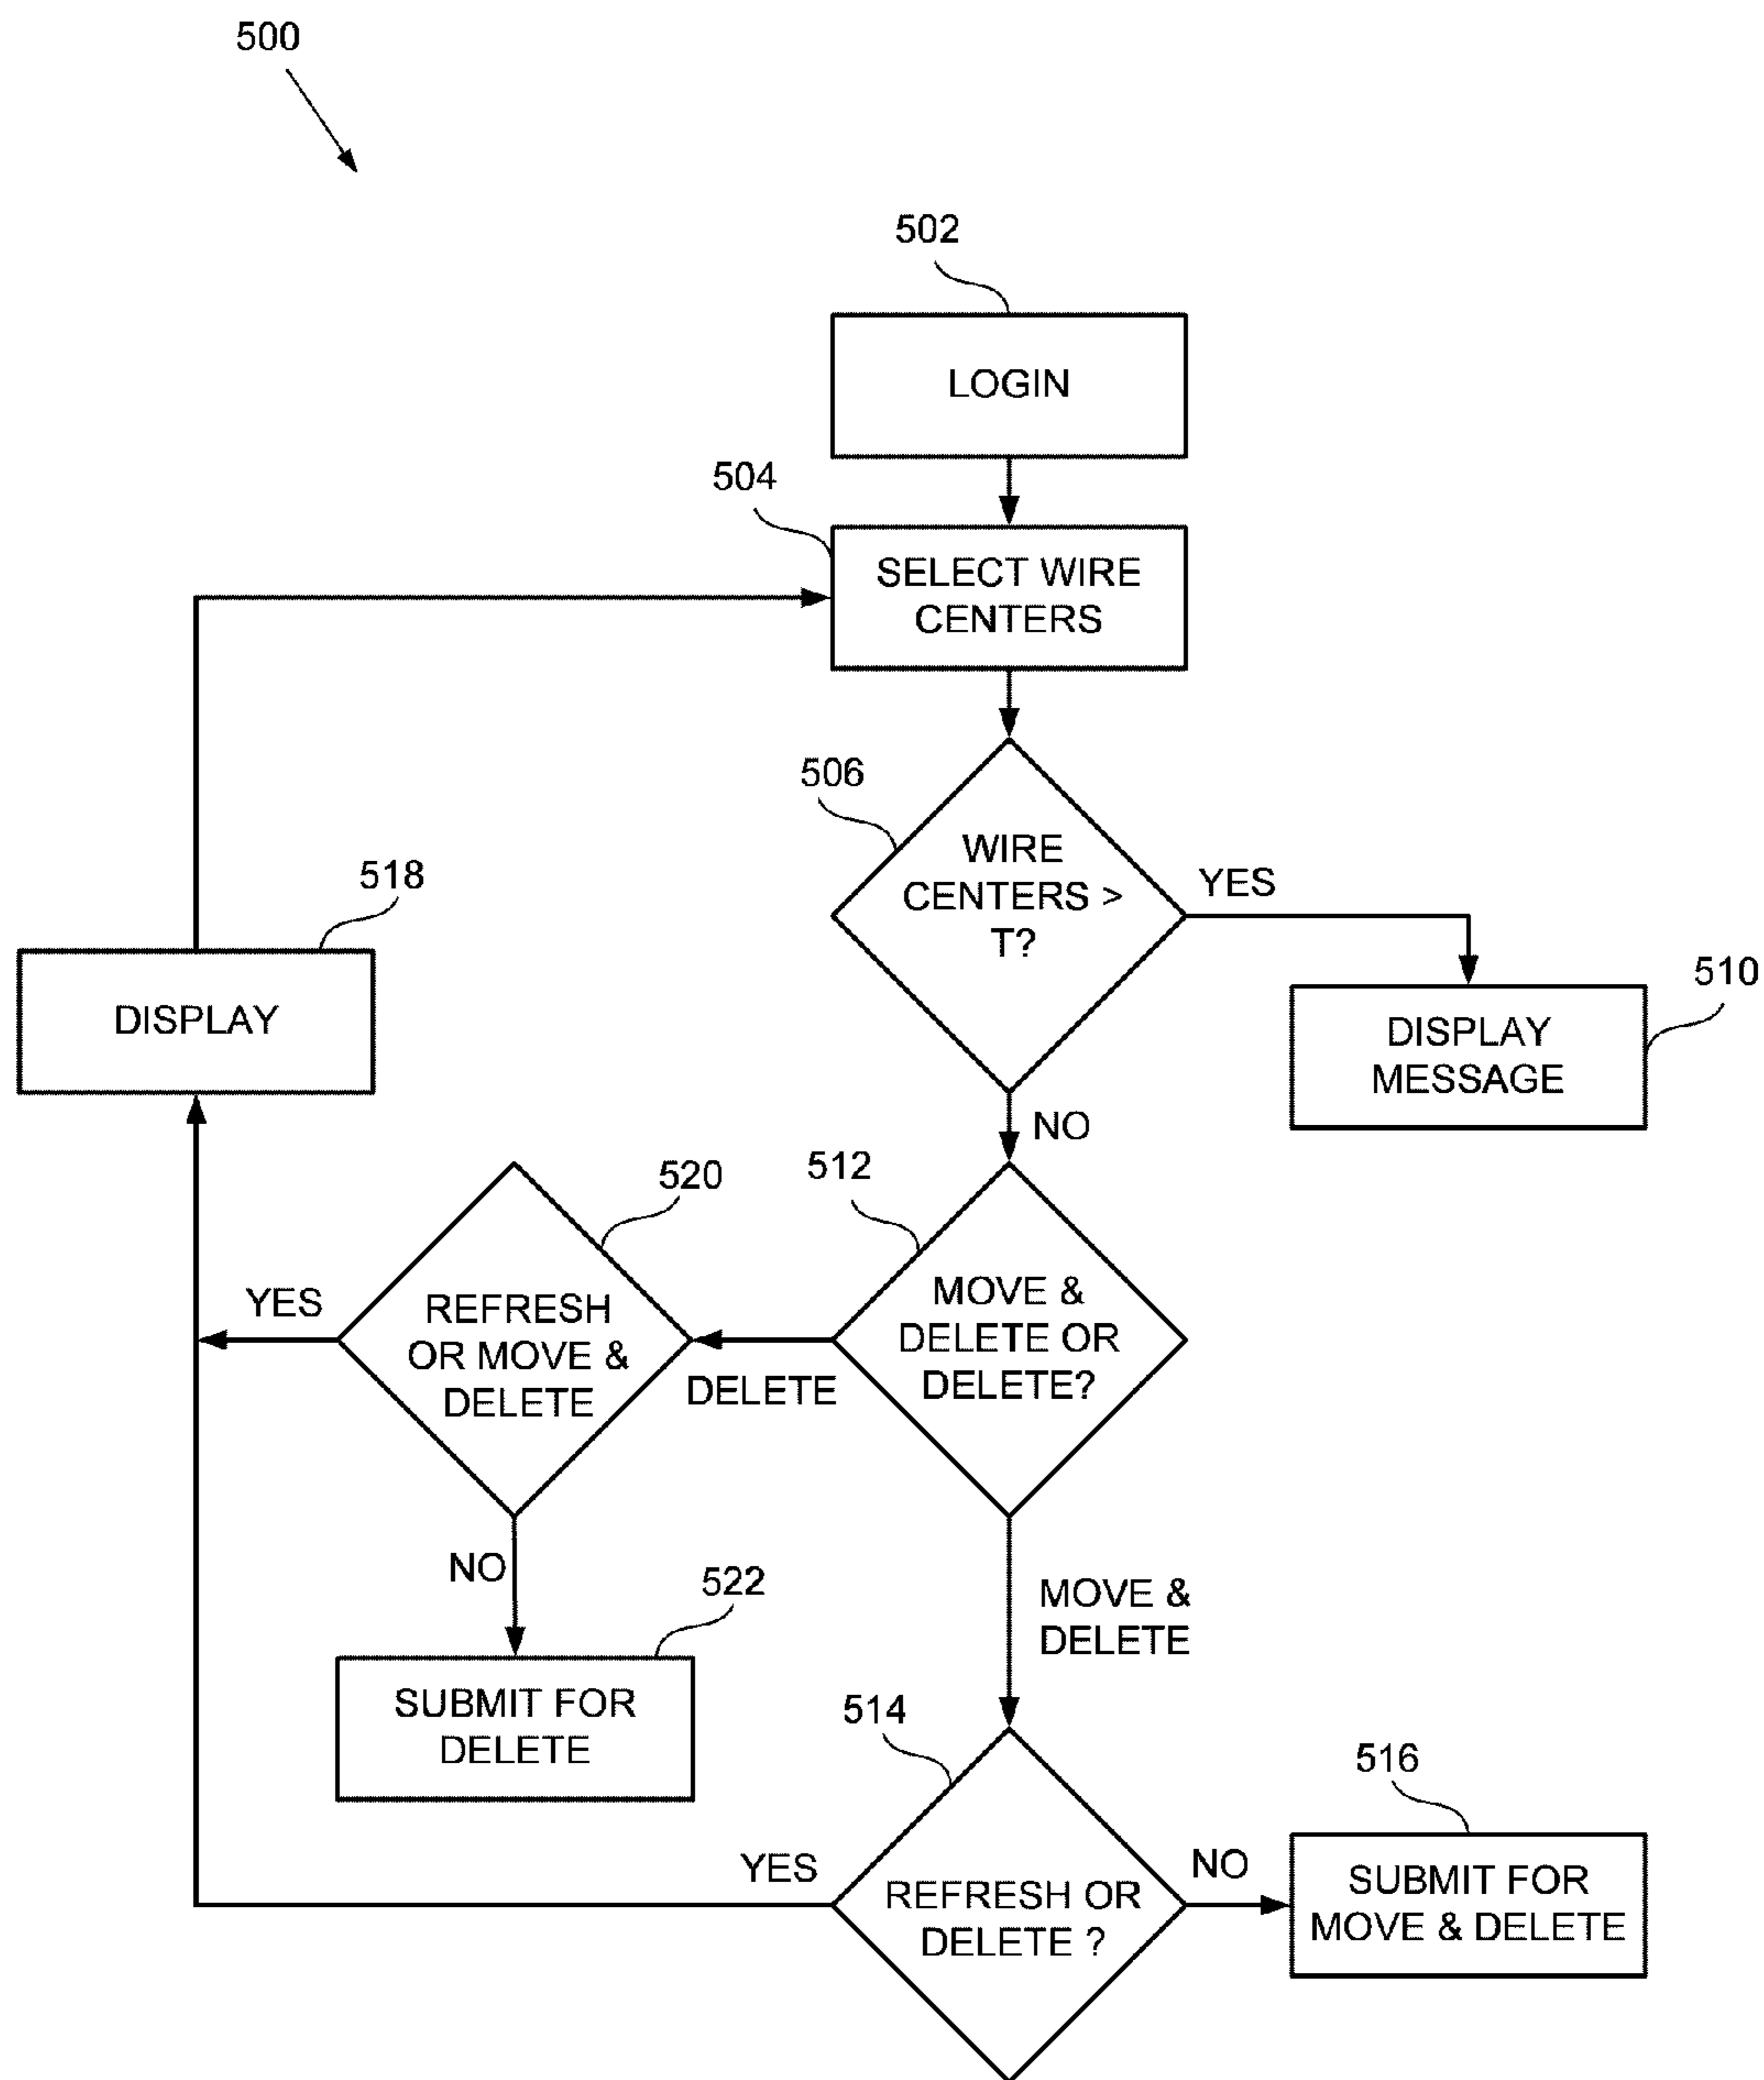 500
502
LOGIN
504
SELECT WIRE
CENTERS
506
WIRE
CENTERS >
T?
YES
518
DISPLAY
510
DISPLAY
MESSAGE
NO
520
512
YES
REFRESH
OR MOVE &
DELETE
DELETE
MOVE &
DELETE OR
DELETE?
NO
522
SUBMIT FOR
DELETE
MOVE &
DELETE
514
516
YES
REFRESH OR
DELETE ?
NO
SUBMIT FOR
MOVE & DELETE